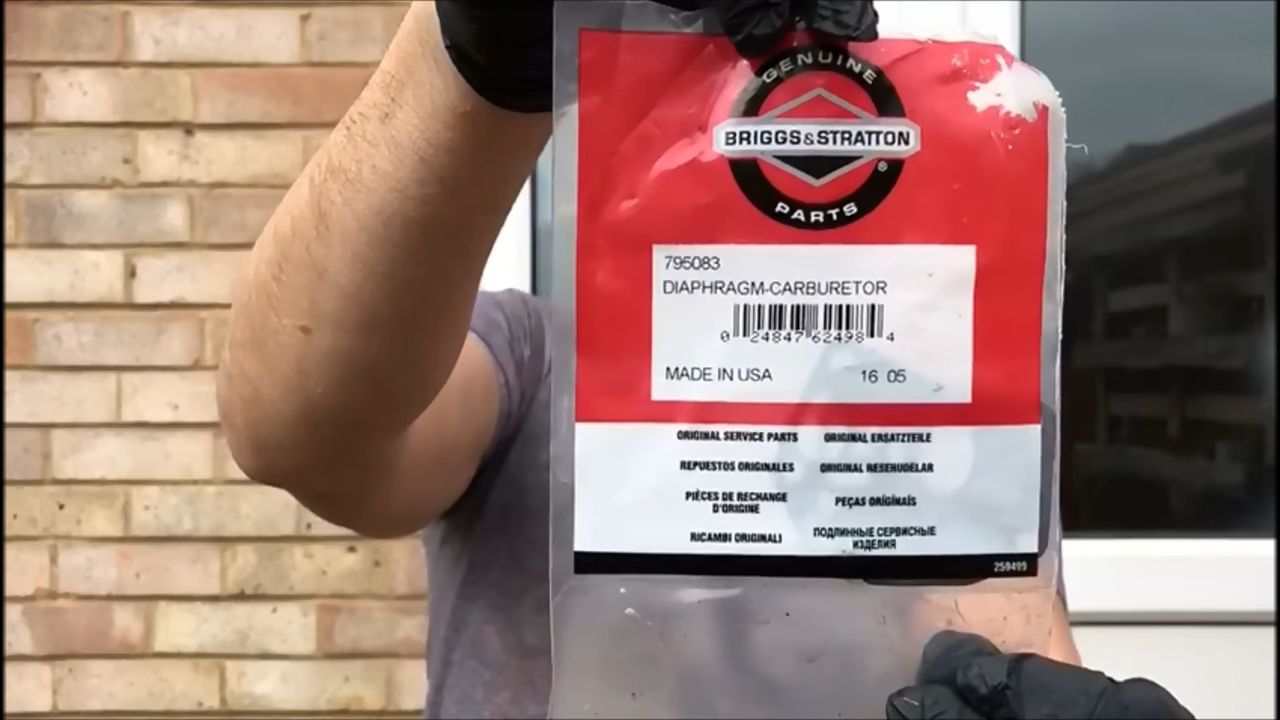 GENUINE
BRIGGS & STRATTON
®
PARTS
795083
DIAPHRAGM-CARBURETOR
0 24847 62498 4
MADE IN USA 16 05
ORIGINAL SERVICE PARTS ORIGINAL ERSATZTEILE
REPUESTOS ORIGINALES ORIGINAL RESERVDELAR
PIÈCES DE RECHANGE D'ORIGINE PEÇAS ORIGINAIS
RICAMBI ORIGINALI ПОДЛИННЫЕ СЕРВИСНЫЕ ИЗДЕЛИЯ
259499